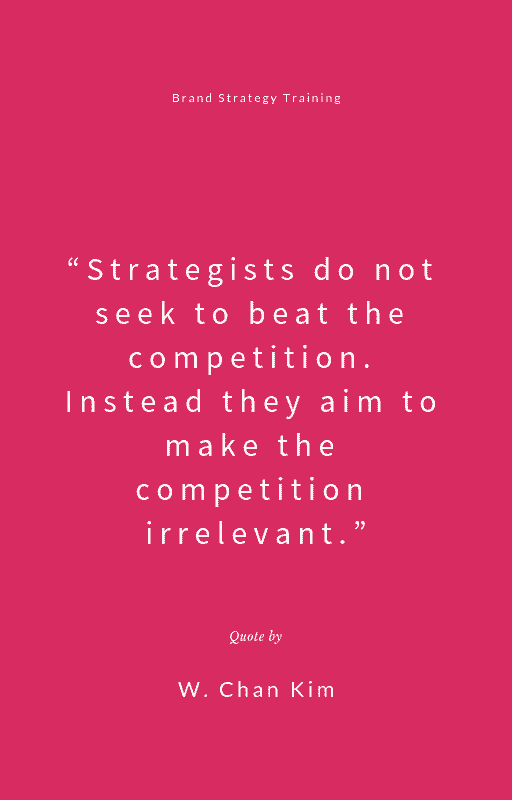 Brand Strategy Training
“Strategists do not
seek to beat the
competition.
Instead they aim to
make the
competition
irrelevant.”
Quote by
W. Chan Kim